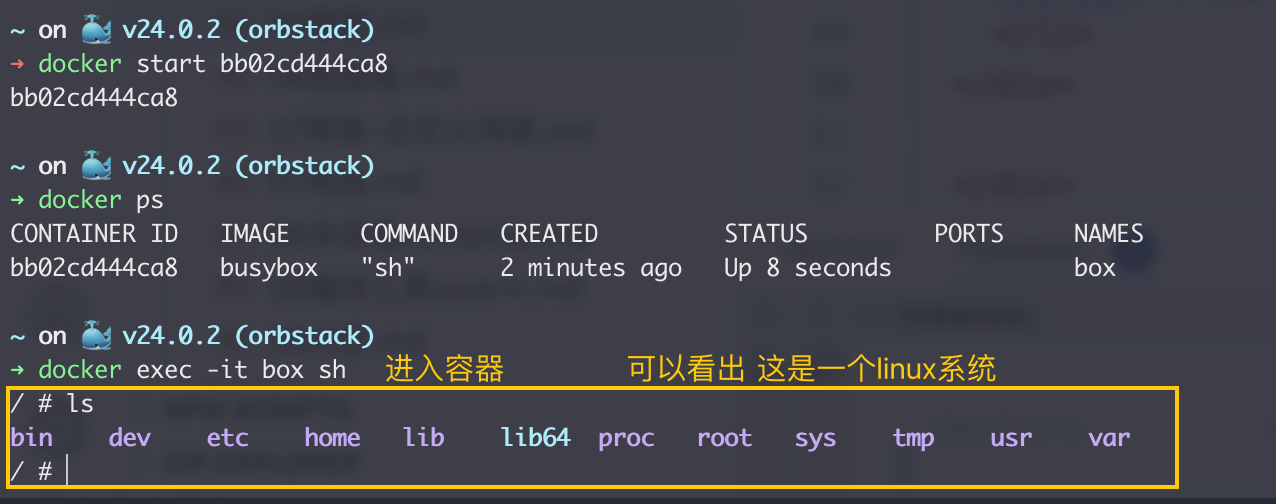 ~ on 🐳 v24.0.2 (orbstack)
→ docker start bb02cd444ca8
bb02cd444ca8
~ on 🐳 v24.0.2 (orbstack)
→ docker ps
CONTAINER ID   IMAGE     COMMAND   CREATED         STATUS         PORTS     NAMES
bb02cd444ca8   busybox   "sh"      2 minutes ago   Up 8 seconds             box
~ on 🐳 v24.0.2 (orbstack)
→ docker exec -it box sh 进入容器 可以看出 这是一个linux系统
/ # ls
bin    dev    etc    home   lib    lib64  proc   root   sys    tmp    usr    var
/ #